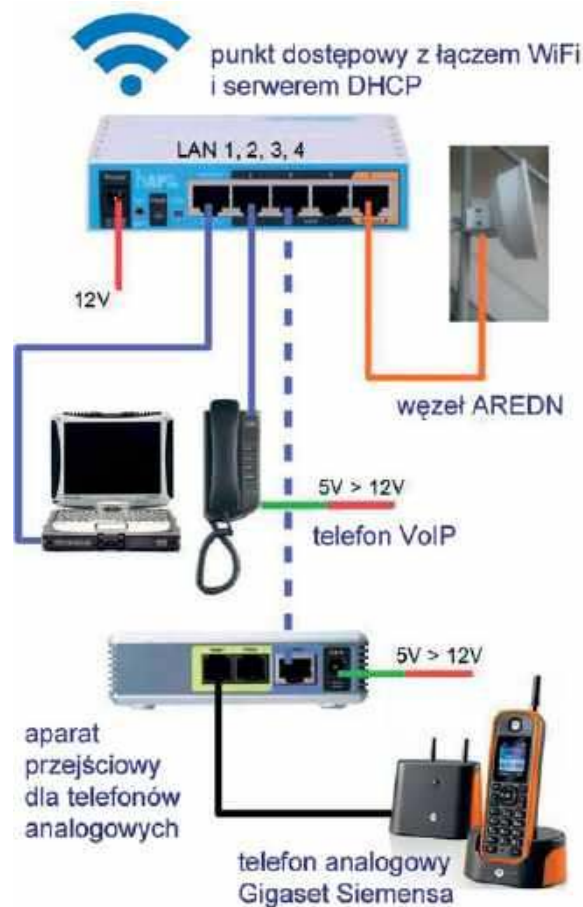 punkt dostępowy z łączem WiFi
i serwerem DHCP
LAN 1, 2, 3, 4
hAP
12V
węzeł AREDN
5V > 12V
telefon VoIP
5V > 12V
aparat
przejściowy
dla telefonów
analogowych
telefon analogowy
Gigaset Siemensa